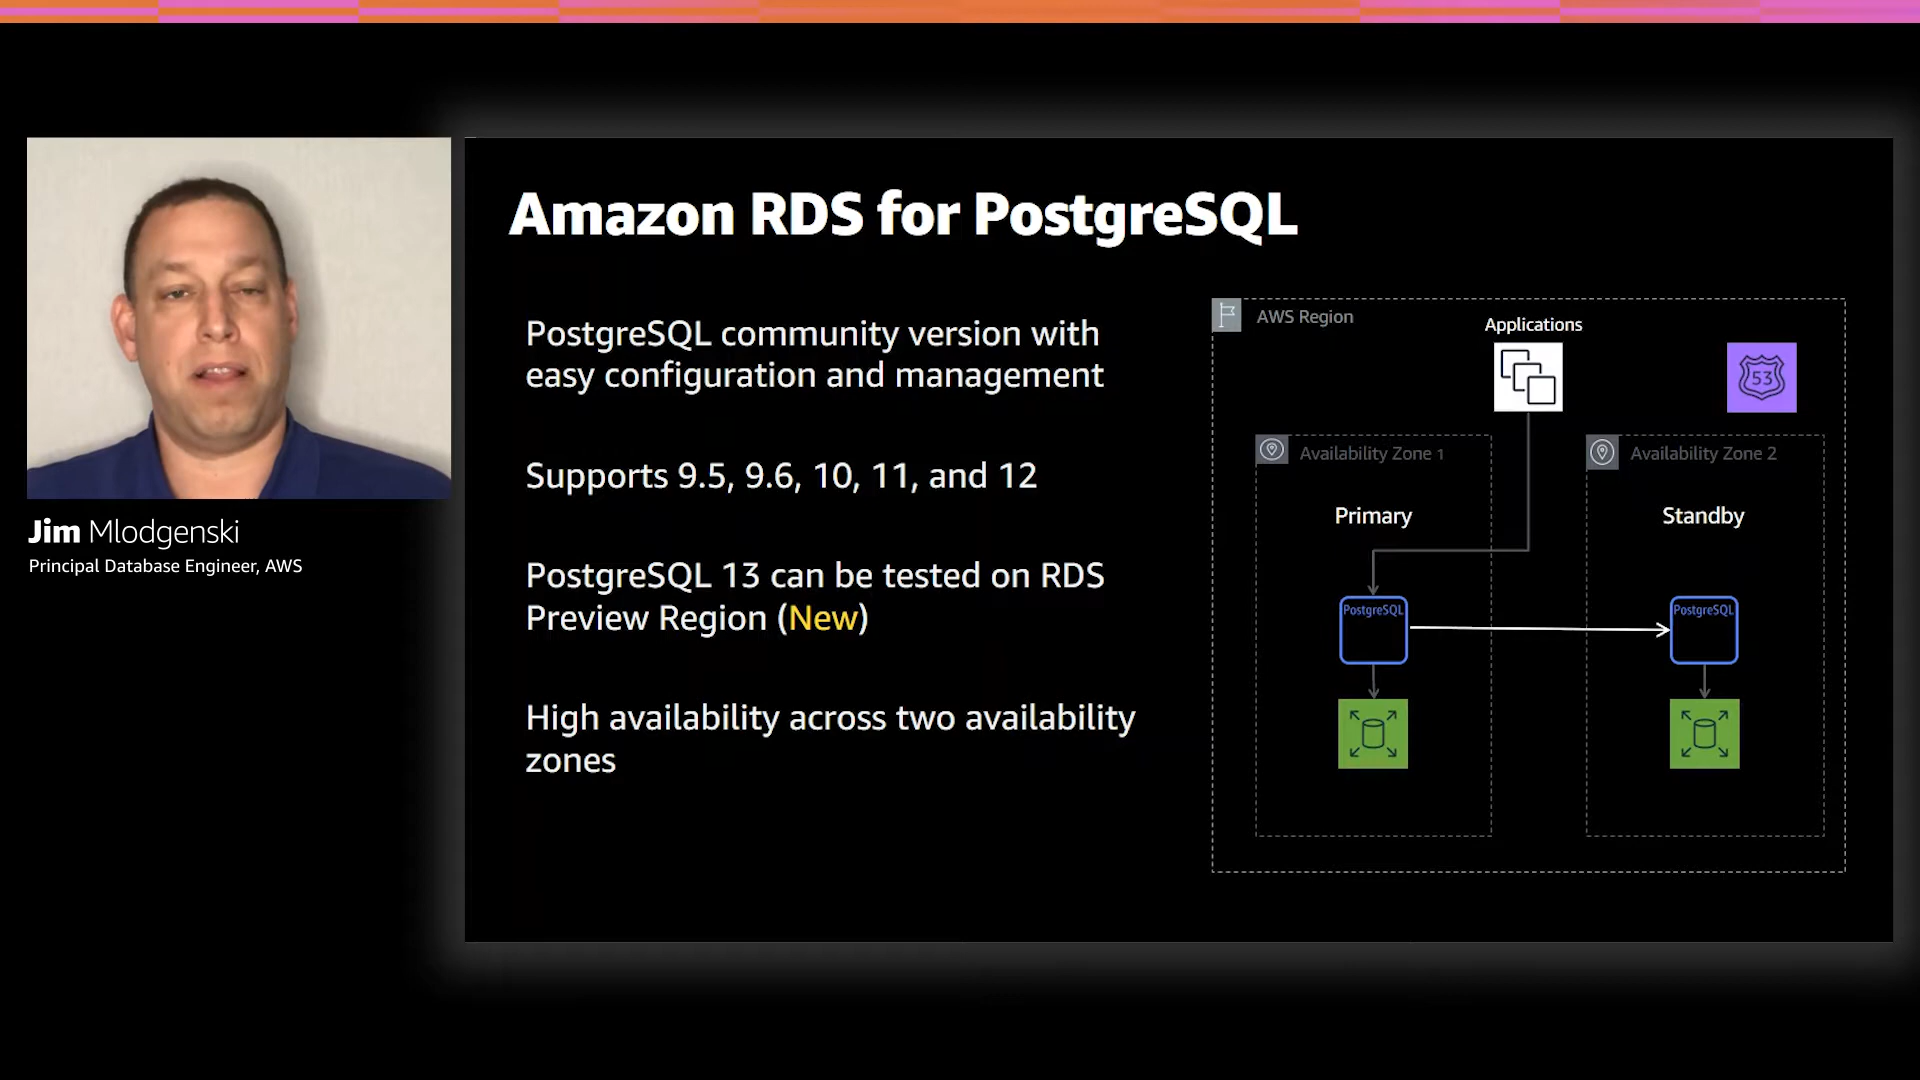 Amazon RDS for PostgreSQL
PostgreSQL community version with
easy configuration and management
Supports 9.5, 9.6, 10, 11, and 12
PostgreSQL 13 can be tested on RDS
Preview Region (New)
High availability across two availability
zones
AWS Region
Applications
53
Availability Zone 1
Availability Zone 2
Primary
Standby
PostgreSQL
PostgreSQL
Jim Mlodgenski
Principal Database Engineer, AWS